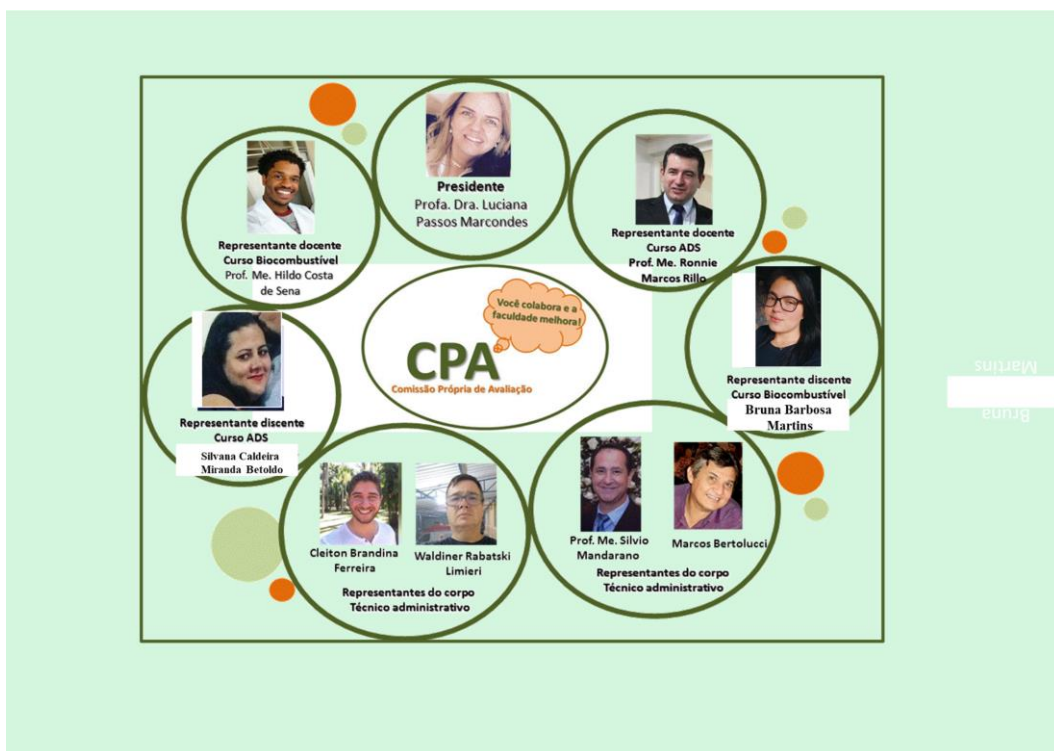 Presidente
Profa. Dra. Luciana
Passos Marcondes
Representante docente
Curso Biocombustível
Prof. Me. Hildo Costa
de Sena
Representante docente
Curso ADS
Prof. Me. Ronnie
Marcos Rillo
Você colabora e a
faculdade melhora!
CPA
Comissão Própria de Avaliação
Representante discente
Curso Biocombustível
Bruna Barbosa
Martins
Martins
Bruna
Representante discente
Curso ADS
Silvana Caldeira
Miranda Betoldo
Cleiton Brandina
Ferreira
Waldiner Rabatski
Limieri
Representantes do corpo
Técnico administrativo
Prof. Me. Silvio
Mandarano
Marcos Bertolucci
Representantes do corpo
Técnico administrativo